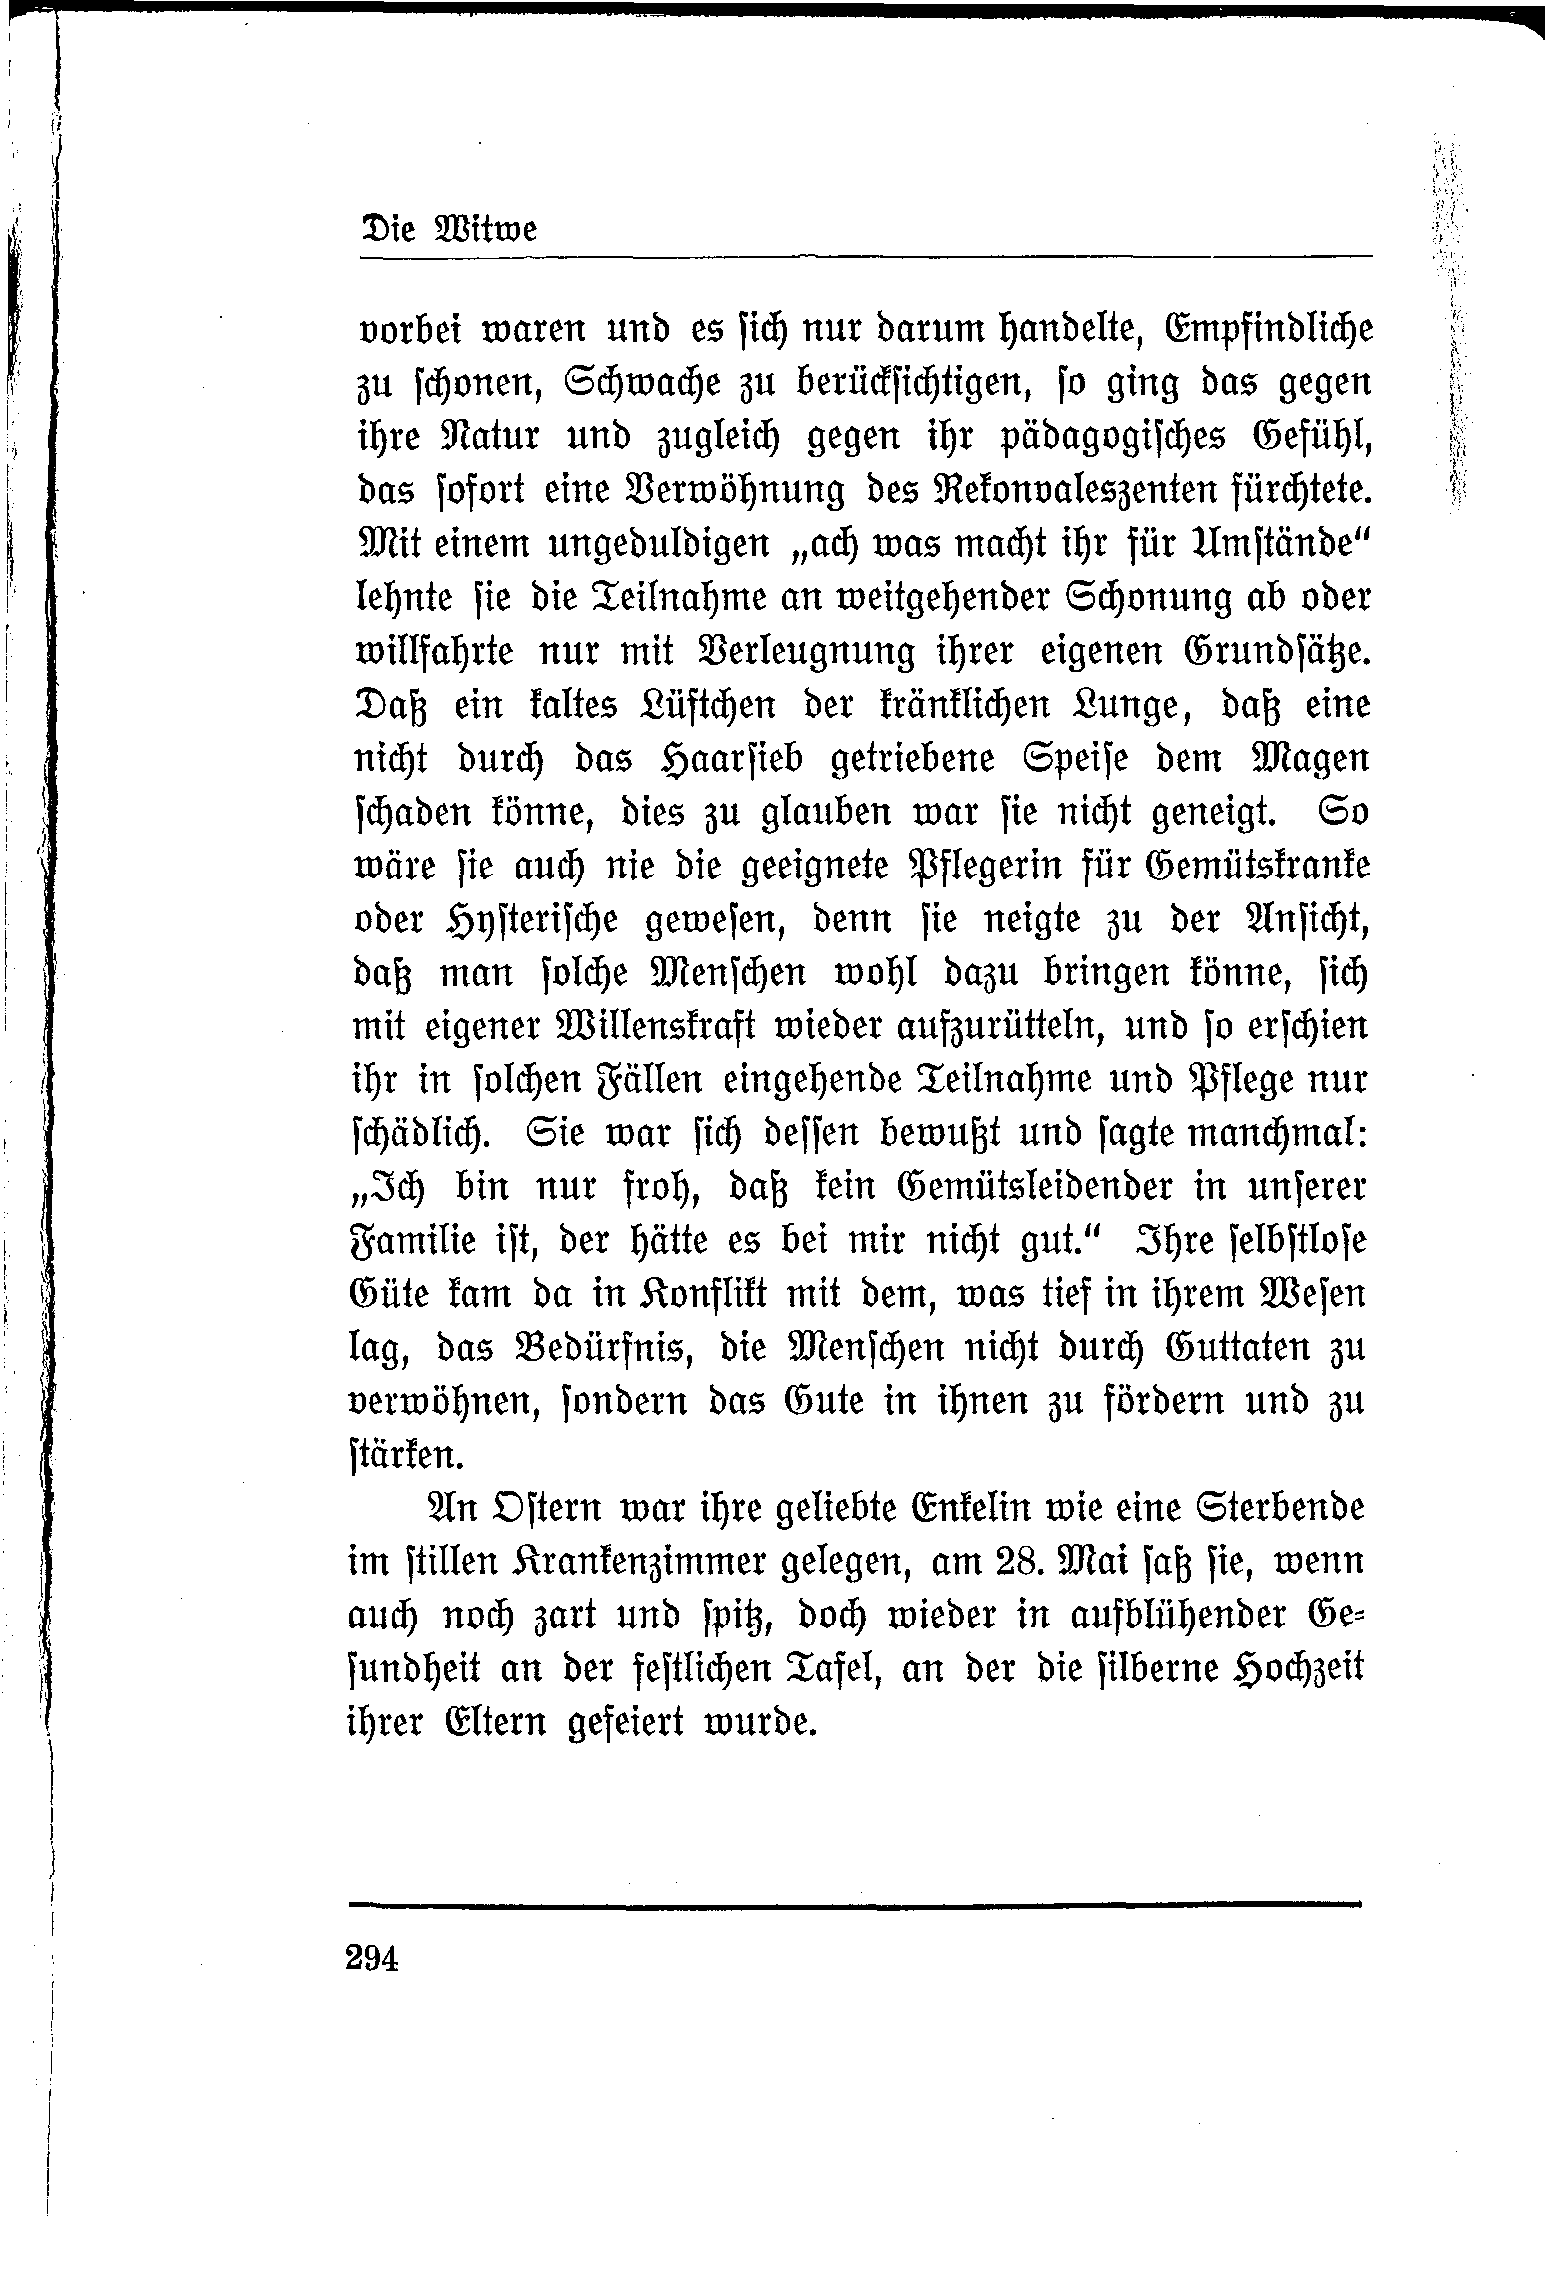 Die Witwe
vorbei waren und es sich nur darum handelte, Empfindliche
zu schonen, Schwache zu berücksichtigen, so ging das gegen
ihre Natur und zugleich gegen ihr pädagogisches Gefühl,
das sofort eine Verwöhnung des Rekonvaleszenten fürchtete.
Mit einem ungeduldigen „ach was macht ihr für Umstände“
lehnte sie die Teilnahme an weitgehender Schonung ab oder
willfahrte nur mit Verleugnung ihrer eigenen Grundsätze.
Daß ein kaltes Lüftchen der kränklichen Lunge, daß eine
nicht durch das Haarsieb getriebene Speise dem Magen
schaden könne, dies zu glauben war sie nicht geneigt. So
wäre sie auch nie die geeignete Pflegerin für Gemütskranke
oder Hysterische gewesen, denn sie neigte zu der Ansicht,
daß man solche Menschen wohl dazu bringen könne, sich
mit eigener Willenskraft wieder aufzurütteln, und so erschien
ihr in solchen Fällen eingehende Teilnahme und Pflege nur
schädlich. Sie war sich dessen bewußt und sagte manchmal:
„Ich bin nur froh, daß kein Gemütsleidender in unserer
Familie ist, der hätte es bei mir nicht gut.“ Ihre selbstlose
Güte kam da in Konflikt mit dem, was tief in ihrem Wesen
lag, das Bedürfnis, die Menschen nicht durch Guttaten zu
verwöhnen, sondern das Gute in ihnen zu fördern und zu
stärken.
An Ostern war ihre geliebte Enkelin wie eine Sterbende
im stillen Krankenzimmer gelegen, am 28. Mai saß sie, wenn
auch noch zart und spitz, doch wieder in aufblühender Ge-
sundheit an der festlichen Tafel, an der die silberne Hochzeit
ihrer Eltern gefeiert wurde.
294